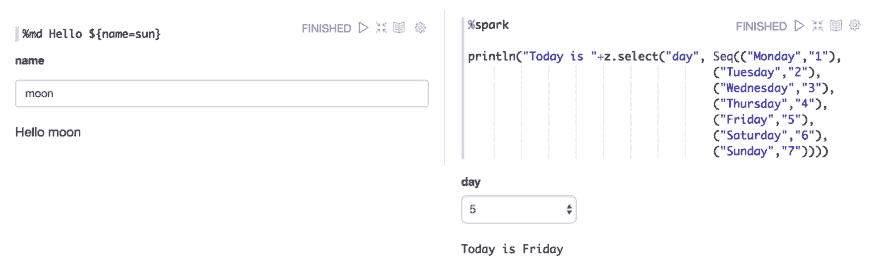 %md Hello ${name=sun}
FINISHED
name
moon
Hello moon
%spark
FINISHED
println("Today is "+z.select("day", Seq(("Monday","1"),
("Tuesday","2"),
("Wednesday","3"),
("Thursday","4"),
("Friday","5"),
("Saturday","6"),
("Sunday","7"))))
day
5
Today is Friday